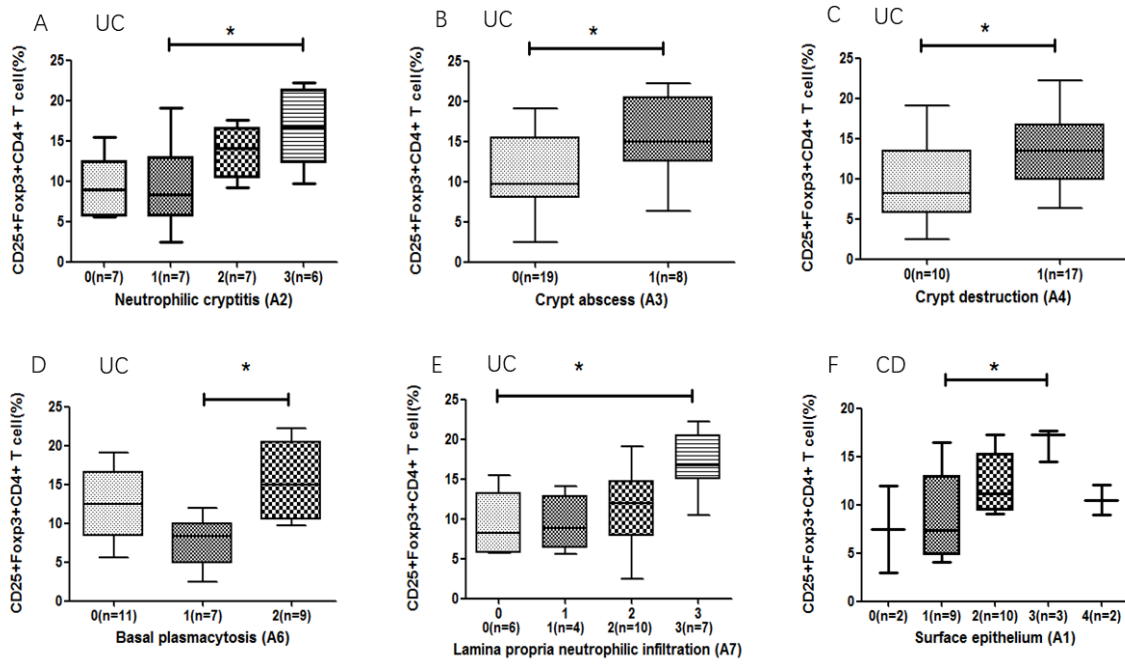 A UC
*
CD25+Foxp3+CD4+ T cell(%)
25
20
15
10
5
0
0(n=7) 1(n=7) 2(n=7) 3(n=6)
Neutrophilic cryptitis (A2)
B UC
*
CD25+Foxp3+CD4+ T cell(%)
25
20
15
10
5
0
0(n=19) 1(n=8)
Crypt abscess (A3)
C UC
*
CD25+Foxp3+CD4+ T cell(%)
25
20
15
10
5
0
0(n=10) 1(n=17)
Crypt destruction (A4)
D UC
*
CD25+Foxp3+CD4+ T cell(%)
25
20
15
10
5
0
0(n=11) 1(n=7) 2(n=9)
Basal plasmacytosis (A6)
E UC
*
CD25+Foxp3+CD4+ T cell(%)
25
20
15
10
5
0
0 1 2 3
0(n=6) 1(n=4) 2(n=10) 3(n=7)
Lamina propria neutrophilic infiltration (A7)
F CD
*
CD25+Foxp3+CD4+ T cell(%)
20
15
10
5
0
0(n=2) 1(n=9) 2(n=10) 3(n=3) 4(n=2)
Surface epithelium (A1)